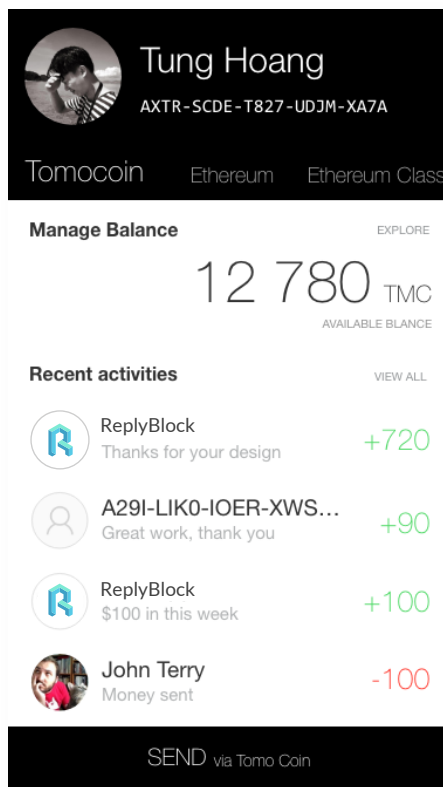 Tung Hoang
AXTR-SCDE-T827-UDJM-XA7A
Tomocoin Ethereum Ethereum Class
Manage Balance EXPLORE
12 780 TMC
AVAILABLE BLANCE
Recent activities VIEW ALL
ReplyBlock
Thanks for your design
+720
A29I-LIK0-IOER-XWS...
Great work, thank you
+90
ReplyBlock
$100 in this week
+100
John Terry
Money sent
-100
SEND via Tomo Coin